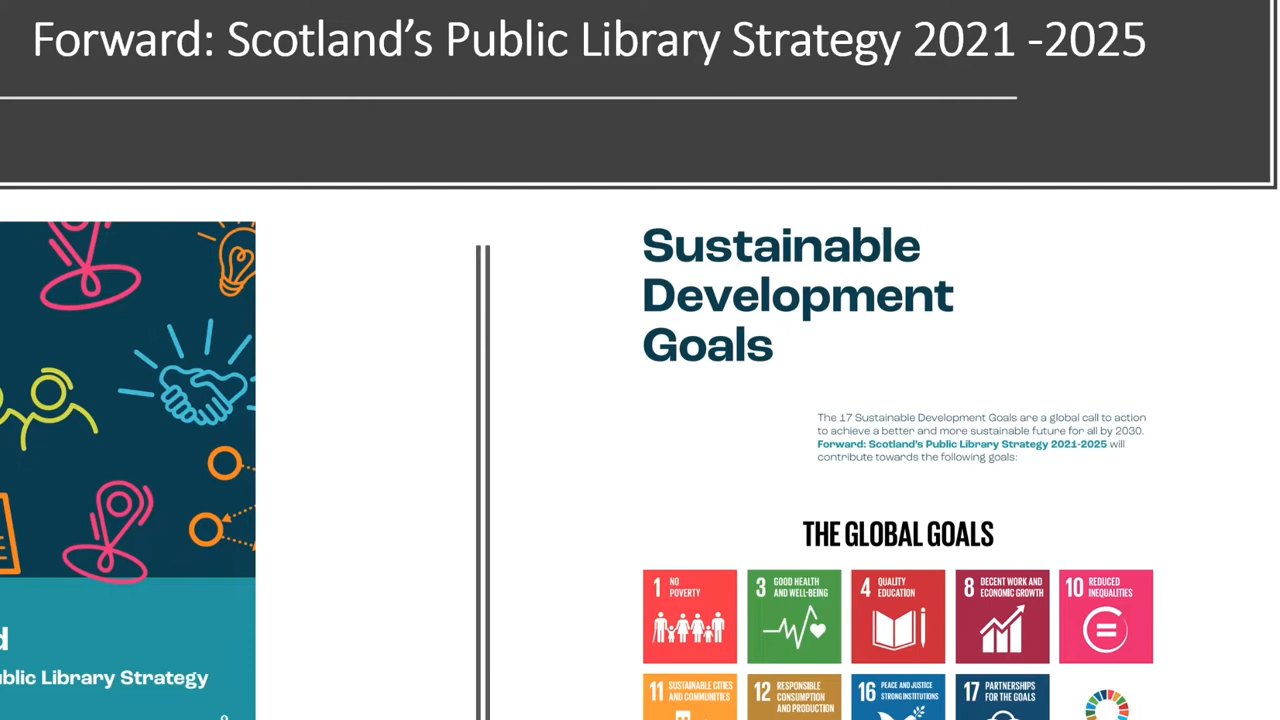 Forward: Scotland's Public Library Strategy 2021 -2025
d
ublic Library Strategy
Sustainable
Development
Goals
The 17 Sustainable Development Goals are a global call to action
to achieve a better and more sustainable future for all by 2030.
Forward: Scotland's Public Library Strategy 2021-2025 will
contribute towards the following goals:
THE GLOBAL GOALS
1 NO
POVERTY
3 GOOD HEALTH
AND WELL-BEING
4 QUALITY
EDUCATION
8 DECENT WORK AND
ECONOMIC GROWTH
10 REDUCED
INEQUALITIES
11 SUSTAINABLE CITIES
AND COMMUNITIES
12 RESPONSIBLE
CONSUMPTION
AND PRODUCTION
16 PEACE AND JUSTICE
STRONG INSTITUTIONS
17 PARTNERSHIPS
FOR THE GOALS